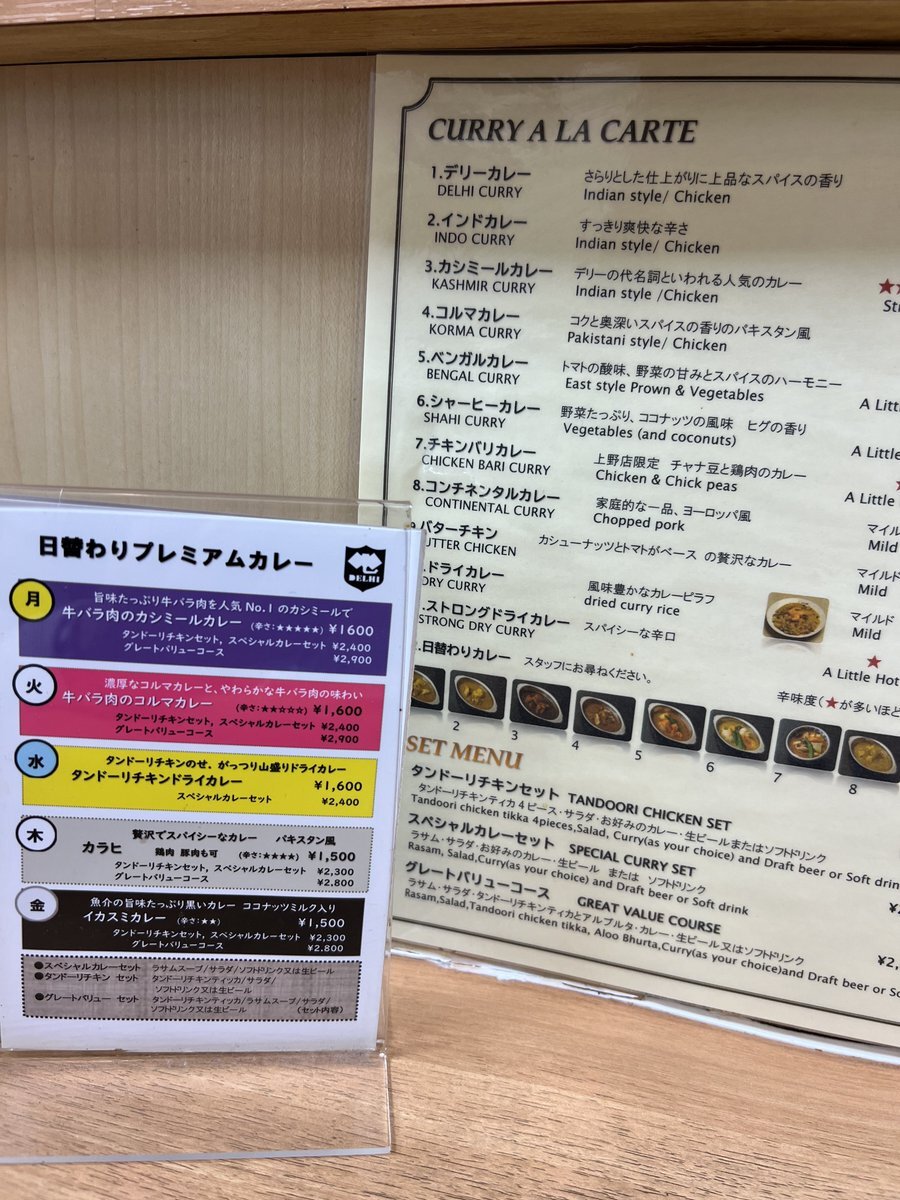 CURRY A LA CARTE
1.デリーカレー さらりとした仕上がりに上品なスパイスの香り
DELHI CURRY Indian style/ Chicken
2.インドカレー すっきり爽快な辛さ
INDO CURRY Indian style/ Chicken
3.カシミールカレー デリーの代名詞といわれる人気のカレー
KASHMIR CURRY Indian style /Chicken
4.コルマカレー コクと奥深いスパイスの香りのパキスタン風
KORMA CURRY Pakistani style/ Chicken
5.ベンガルカレー トマトの酸味、野菜の甘みとスパイスのハーモニー
BENGAL CURRY East style Prown & Vegetables
A Little
6.シャーヒーカレー 野菜たっぷり、ココナッツの風味 ヒグの香り
SHAHI CURRY Vegetables (and coconuts)
A Little
7.チキンバリカレー 上野店限定 チャナ豆と鶏肉のカレー ★
CHICKEN BARI CURRY Chicken & Chick peas A Little
8.コンチネンタルカレー 家庭的な一品、ヨーロッパ風 マイルド
CONTINENTAL CURRY Chopped pork Mild
バターチキン カシューナッツとトマトがベース の贅沢なカレー マイルド
UTTER CHICKEN Mild
.ドライカレー 風味豊かなカレーピラフ マイルド
DRY CURRY dried curry rice Mild
.ストロングドライカレー スパイシーな辛口 ★
STRONG DRY CURRY A Little Hot
.日替わりカレー スタッフにお尋ねください。
辛味度(★が多いほど
2 3 4 5 6 7 8
SET MENU
タンドーリチキンセット TANDOORI CHICKEN SET
タンドーリチキンティカ4ピース・サラダ・お好みのカレー・生ビールまたはソフトドリンク
Tandoori chicken tikka 4pieces,Salad, Curry(as your choice) and Draft beer or Soft drin
スペシャルカレーセット SPECIAL CURRY SET
ラサム・サラダ・お好みのカレー・生ビール または ソフトドリンク
Rasam, Salad,Curry(as your choice) and Draft beer or Soft drink
グレートバリューコース GREAT VALUE COURSE
ラサム・サラダ・タンドーリチキンティカとアルブルタ・カレー・生ビール又はソフトドリンク
Rasam,Salad,Tandoori chicken tikka, Aloo Bhurta,Curry(as your choice)and Draft beer or So
日替わりプレミアムカレー
DELHI
月
旨味たっぷり牛バラ肉を人気 No.1 のカシミールで
牛バラ肉のカシミールカレー (辛さ:★★★★★) ¥1600
タンドーリチキンセット, スペシャルカレーセット ¥2,400
グレートバリューコース ¥2,900
火
濃厚なコルマカレーと、やわらかな牛バラ肉の味わい
牛バラ肉のコルマカレー (辛さ:★★☆☆☆) ¥1,600
タンドーリチキンセット, スペシャルカレーセット ¥2,400
グレートバリューコース ¥2,900
水
タンドーリチキンのせ、がっつり山盛りドライカレー
タンドーリチキンドライカレー ¥1,600
スペシャルカレーセット ¥2,400
木
贅沢でスパイシーなカレー パキスタン風
カラヒ 鶏肉 豚肉も可 (辛さ:★★★★) ¥1,500
タンドーリチキンセット, スペシャルカレーセット ¥2,300
グレートバリューコース ¥2.800
金
魚介の旨味たっぷり黒いカレー ココナッツミルク入り
イカスミカレー (辛さ:★★) ¥1,500
タンドーリチキンセット, スペシャルカレーセット ¥2,300
グレートバリューコース ¥2.800
●スペシャルカレーセット ラサムスープ/サラダ/ソフトドリンク又は生ビール
●タンドーリチキン セット タンドーリチキンティッカ/サラダ/
ソフトドリンク又は生ビール
●グレートバリュー セット タンドーリチキンティッカ/ラサムスープ/サラダ/
ソフトドリンク又は生ビール (セット内容)